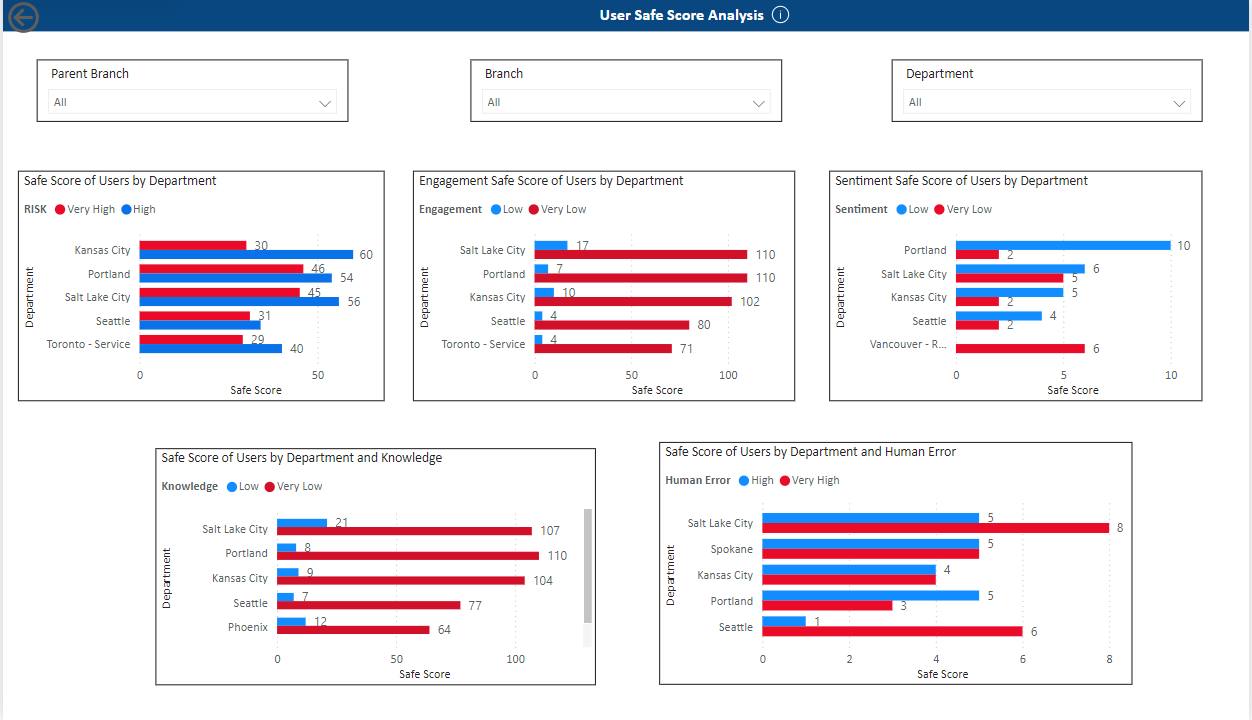 User Safe Score Analysis
Parent Branch
All
Branch
All
Department
All
Safe Score of Users by Department
RISK Very High High
Department
Kansas City 30 60
Portland 46 54
Salt Lake City 45 56
Seattle 31
Toronto - Service 29 40
0 50
Safe Score
Engagement Safe Score of Users by Department
Engagement Low Very Low
Department
Salt Lake City 17 110
Portland 7 110
Kansas City 10 102
Seattle 4 80
Toronto - Service 4 71
0 50 100
Safe Score
Sentiment Safe Score of Users by Department
Sentiment Low Very Low
Department
Portland 10 2
Salt Lake City 6 5
Kansas City 5 2
Seattle 4 2
Vancouver - R... 6
0 5 10
Safe Score
Safe Score of Users by Department and Knowledge
Knowledge Low Very Low
Department
Salt Lake City 21 107
Portland 8 110
Kansas City 9 104
Seattle 7 77
Phoenix 12 64
0 50 100
Safe Score
Safe Score of Users by Department and Human Error
Human Error High Very High
Department
Salt Lake City 5 8
Spokane 5
Kansas City 4
Portland 5 3
Seattle 1 6
0 2 4 6 8
Safe Score